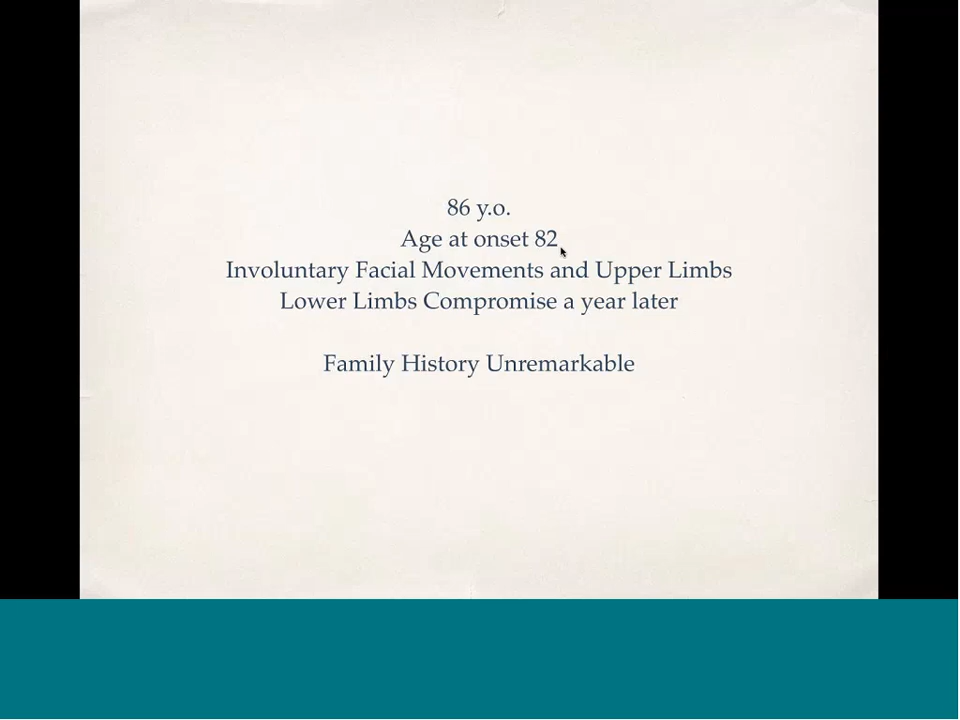 86 y.o.
Age at onset 82
Involuntary Facial Movements and Upper Limbs
Lower Limbs Compromise a year later
Family History Unremarkable